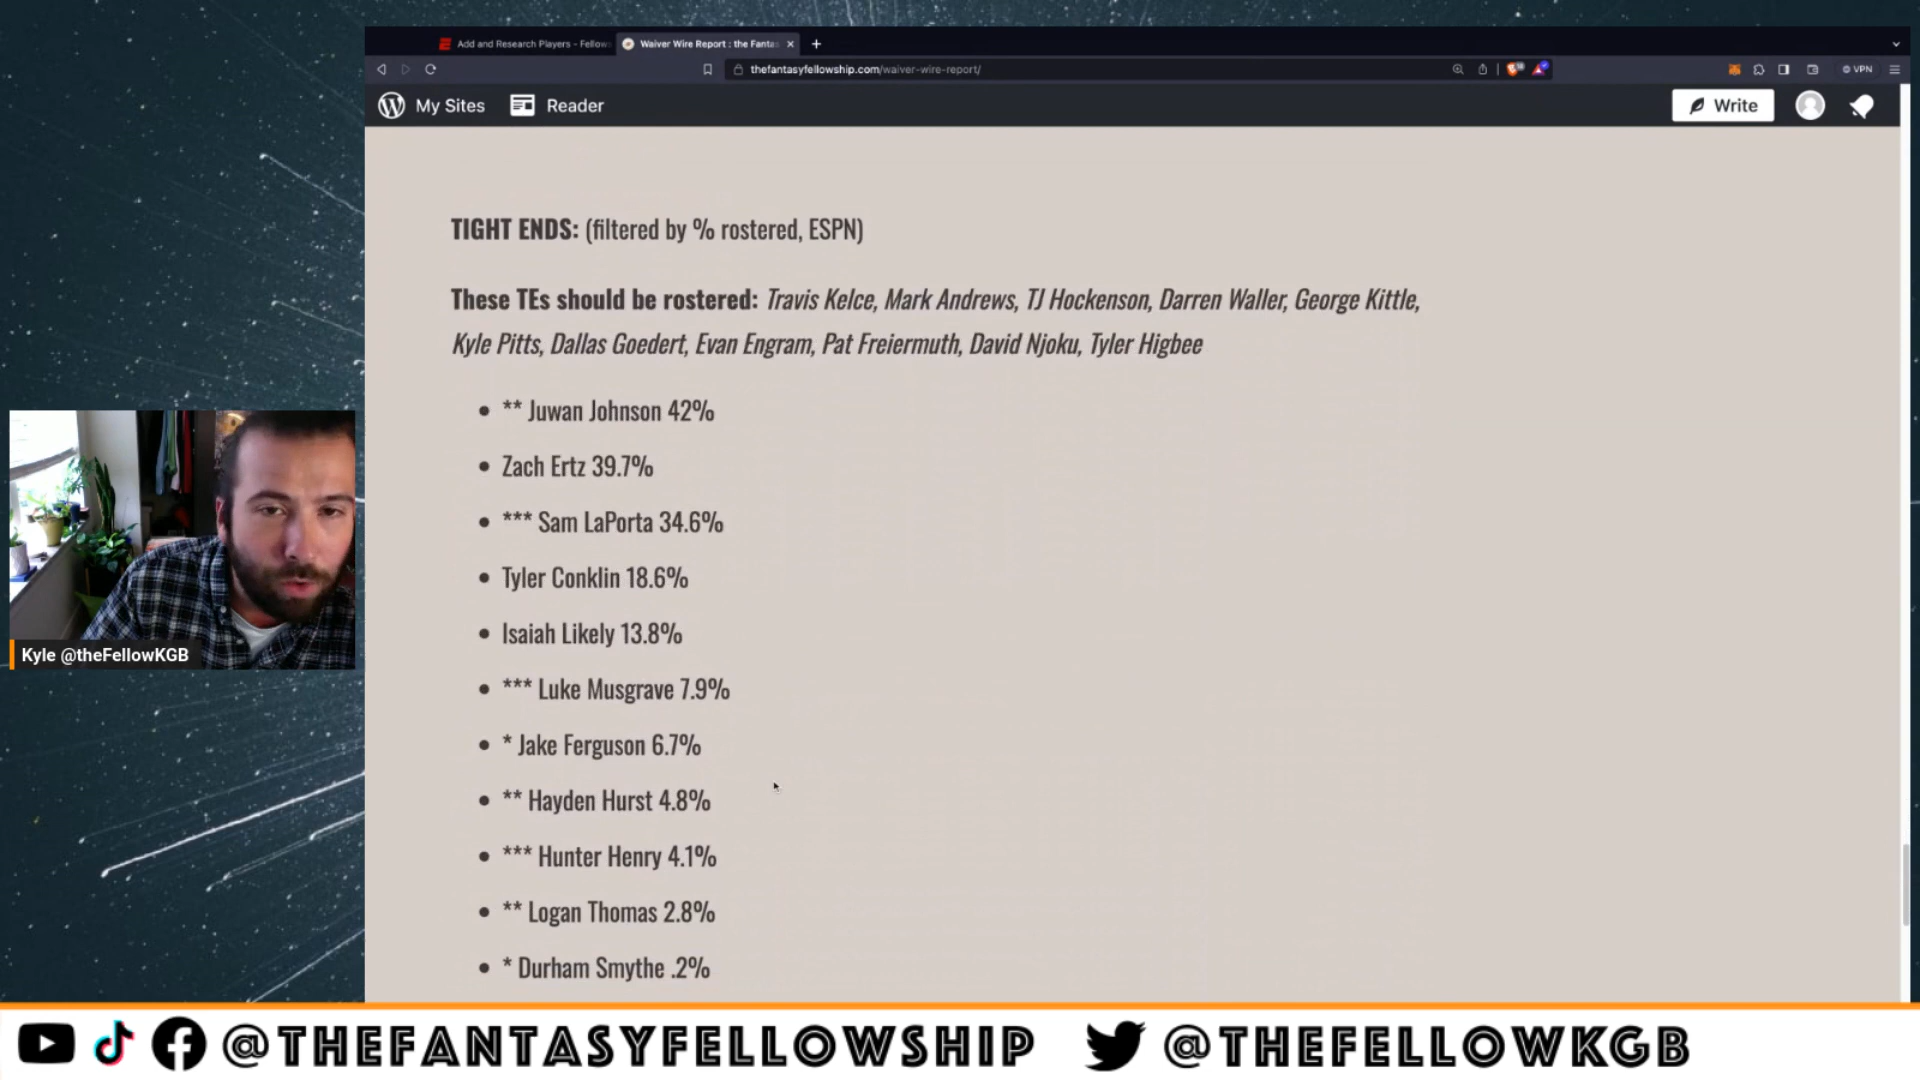 Add and Research Players - Fellow
Waiver Wire Report : the Fanta
thefantasyfellowship.com/waiver-wire-report/
VPN
My Sites
Reader
Write
TIGHT ENDS: (filtered by % rostered, ESPN)
These TEs should be rostered: Travis Kelce, Mark Andrews, TJ Hockenson, Darren Waller, George Kittle,
Kyle Pitts, Dallas Goedert, Evan Engram, Pat Freiermuth, David Njoku, Tyler Higbee
• ** Juwan Johnson 42%
• Zach Ertz 39.7%
• *** Sam LaPorta 34.6%
• Tyler Conklin 18.6%
• Isaiah Likely 13.8%
• *** Luke Musgrave 7.9%
• * Jake Ferguson 6.7%
• ** Hayden Hurst 4.8%
• *** Hunter Henry 4.1%
• ** Logan Thomas 2.8%
• * Durham Smythe .2%
Kyle @theFellowKGB
@THEFANTASYFELLOWSHIP
@THEFELLOWKGB